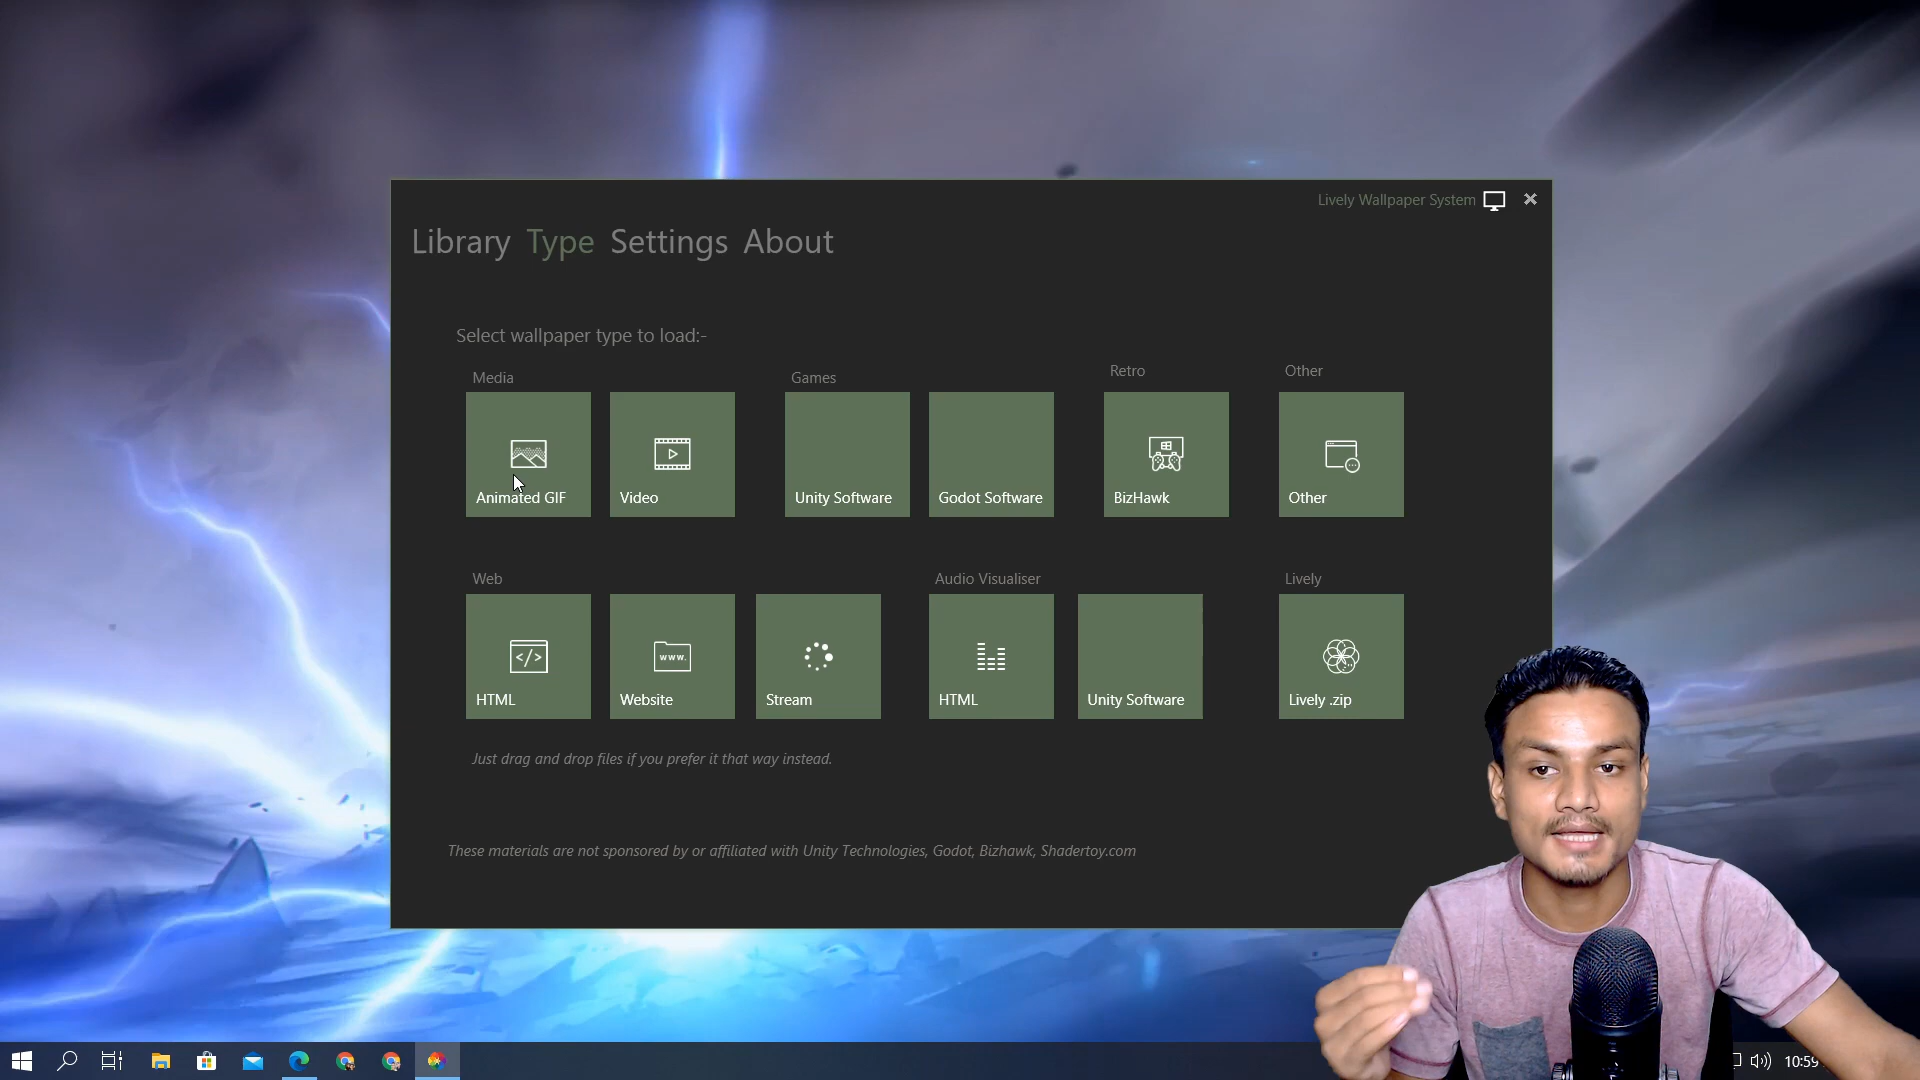 Lively Wallpaper System
Library Type Settings About
Select wallpaper type to load:-
Media
Games
Retro
Other
Animated GIF
Video
Unity Software
Godot Software
BizHawk
Other
Web
Audio Visualiser
Lively
</>
www.
HTML
Website
Stream
HTML
Unity Software
Lively .zip
Just drag and drop files if you prefer it that way instead.
These materials are not sponsored by or affiliated with Unity Technologies, Godot, Bizhawk, Shadertoy.com
10:59